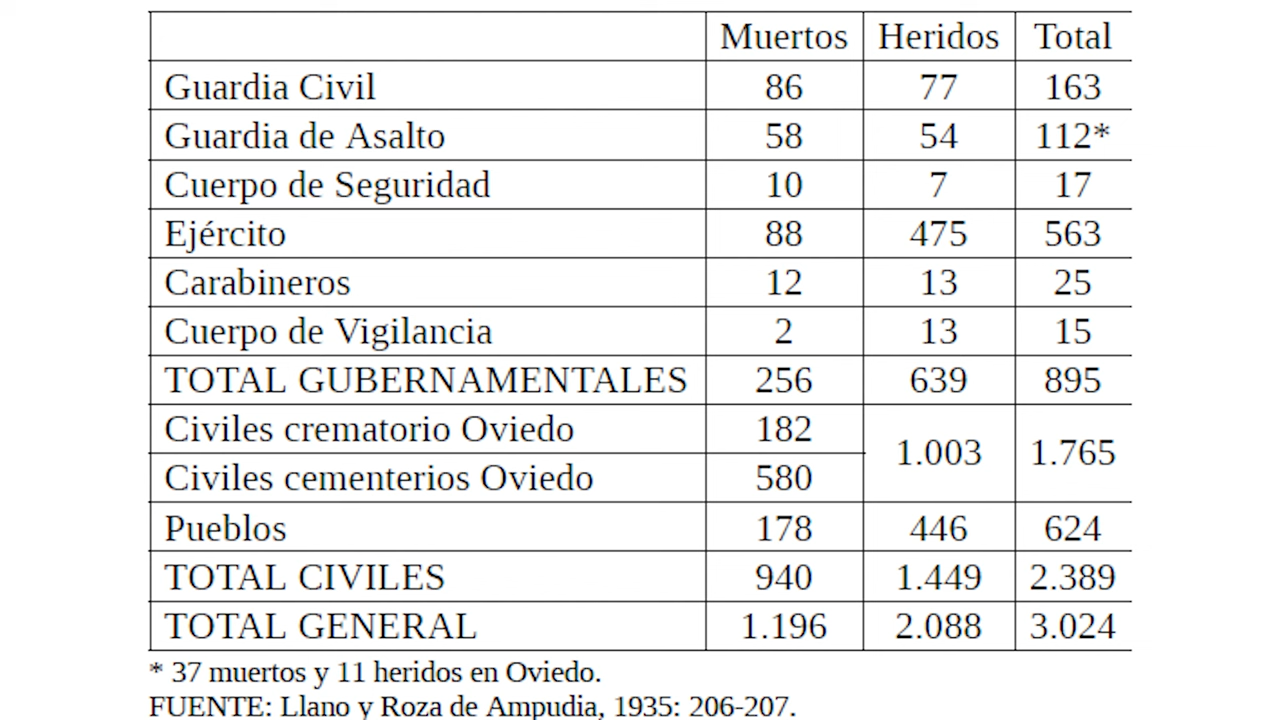 Muertos Heridos Total
Guardia Civil 86 77 163
Guardia de Asalto 58 54 112*
Cuerpo de Seguridad 10 7 17
Ejército 88 475 563
Carabineros 12 13 25
Cuerpo de Vigilancia 2 13 15
TOTAL GUBERNAMENTALES 256 639 895
Civiles crematorio Oviedo 182 1.003 1.765
Civiles cementerios Oviedo 580
Pueblos 178 446 624
TOTAL CIVILES 940 1.449 2.389
TOTAL GENERAL 1.196 2.088 3.024
* 37 muertos y 11 heridos en Oviedo.
FUENTE: Llano y Roza de Ampudia, 1935: 206-207.